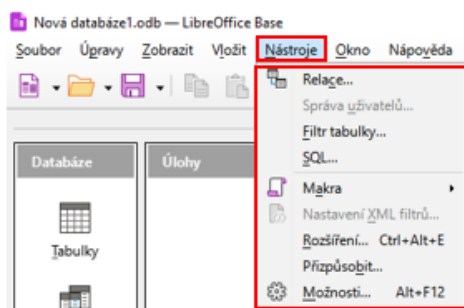 Nová databáze1.odb — LibreOffice Base
Soubor Úpravy Zobrazit Vložit Nástroje Okno Nápověda
Relace...
Správa uživatelů...
Filtr tabulky...
SQL...
Makra
Nastavení XML filtrů...
Rozšíření... Ctrl+Alt+E
Přizpůsobit...
Možnosti... Alt+F12
Databáze
Úlohy
Tabulky